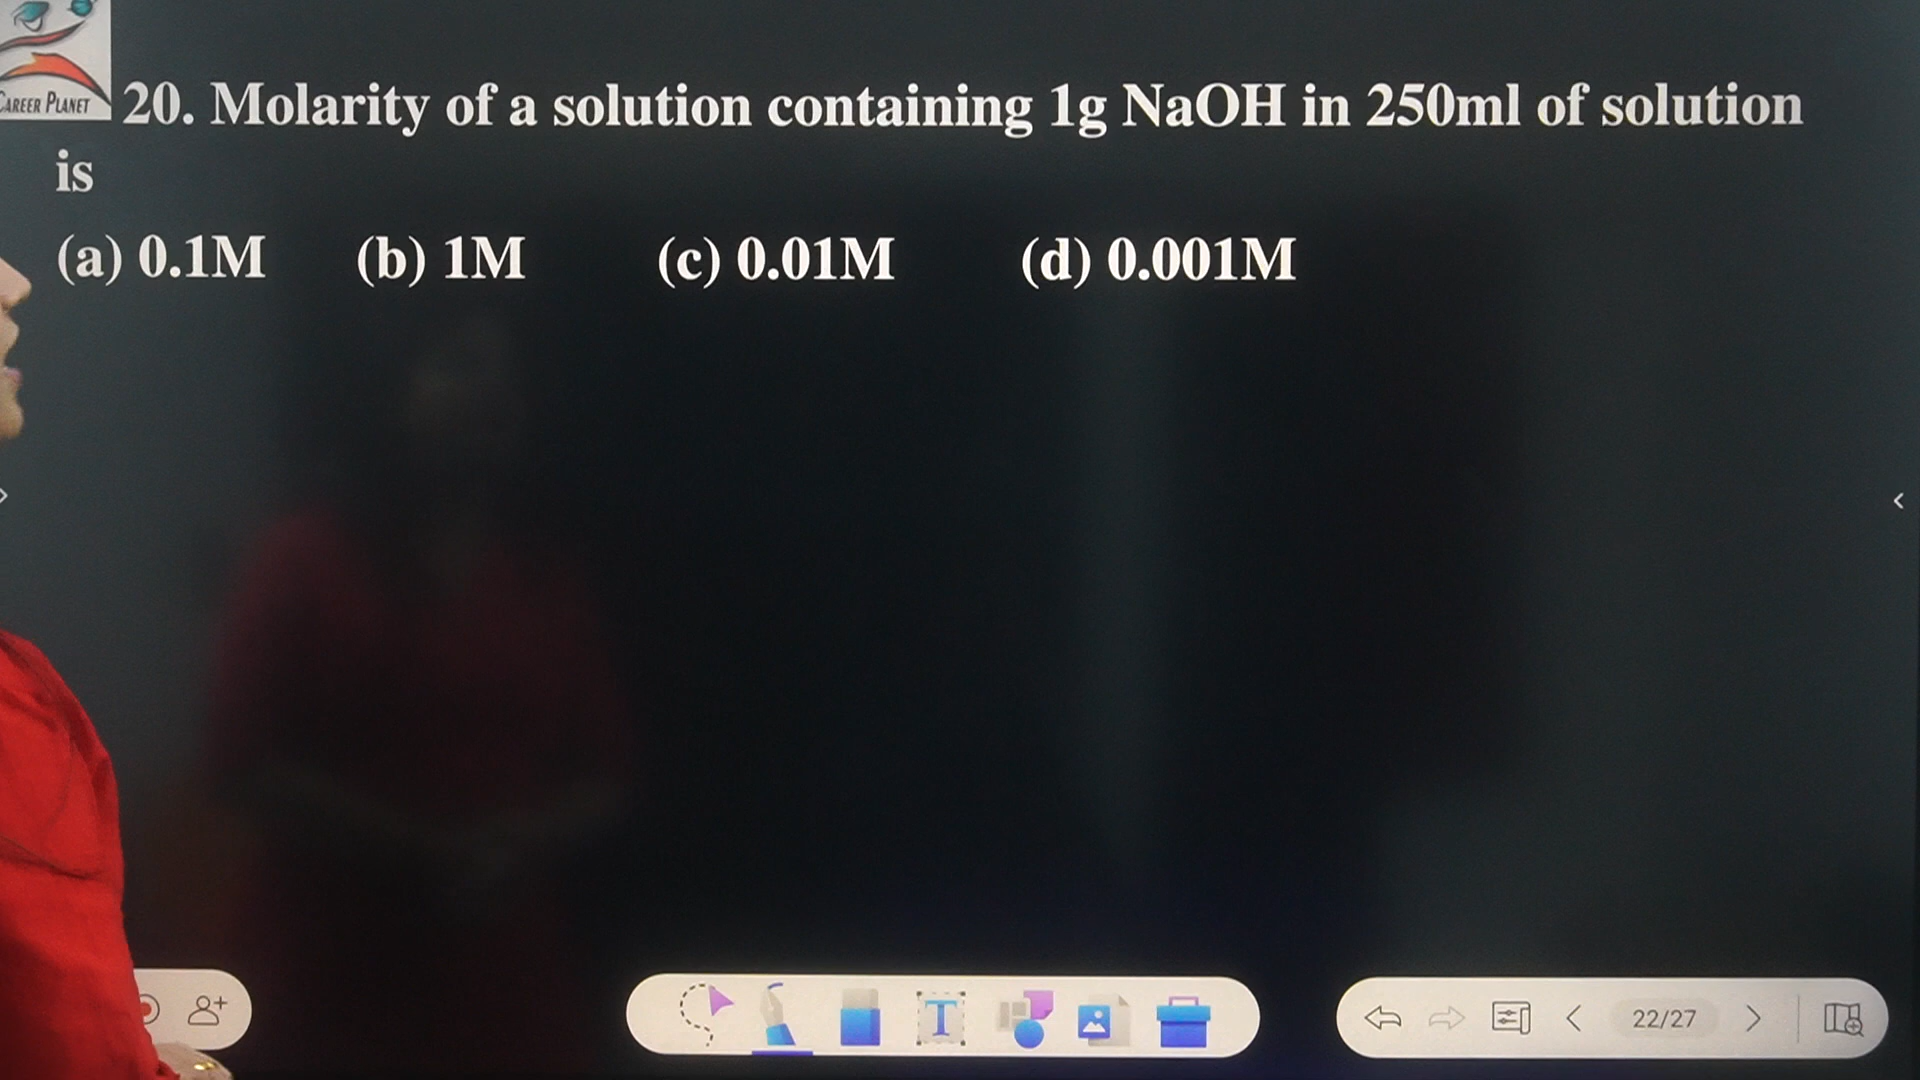 CAREER PLANET
20. Molarity of a solution containing 1g NaOH in 250ml of solution
is
(a) 0.1M (b) 1M (c) 0.01M (d) 0.001M
T
22/27